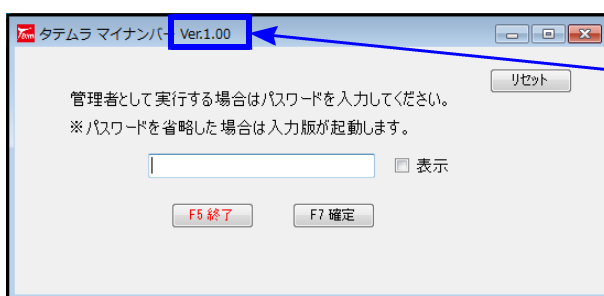 タテムラ マイナンバー Ver.1.00
リセット
管理者として実行する場合はパスワードを入力してください。
※パスワードを省略した場合は入力版が起動します。
表示
F5 終了
F7 確定